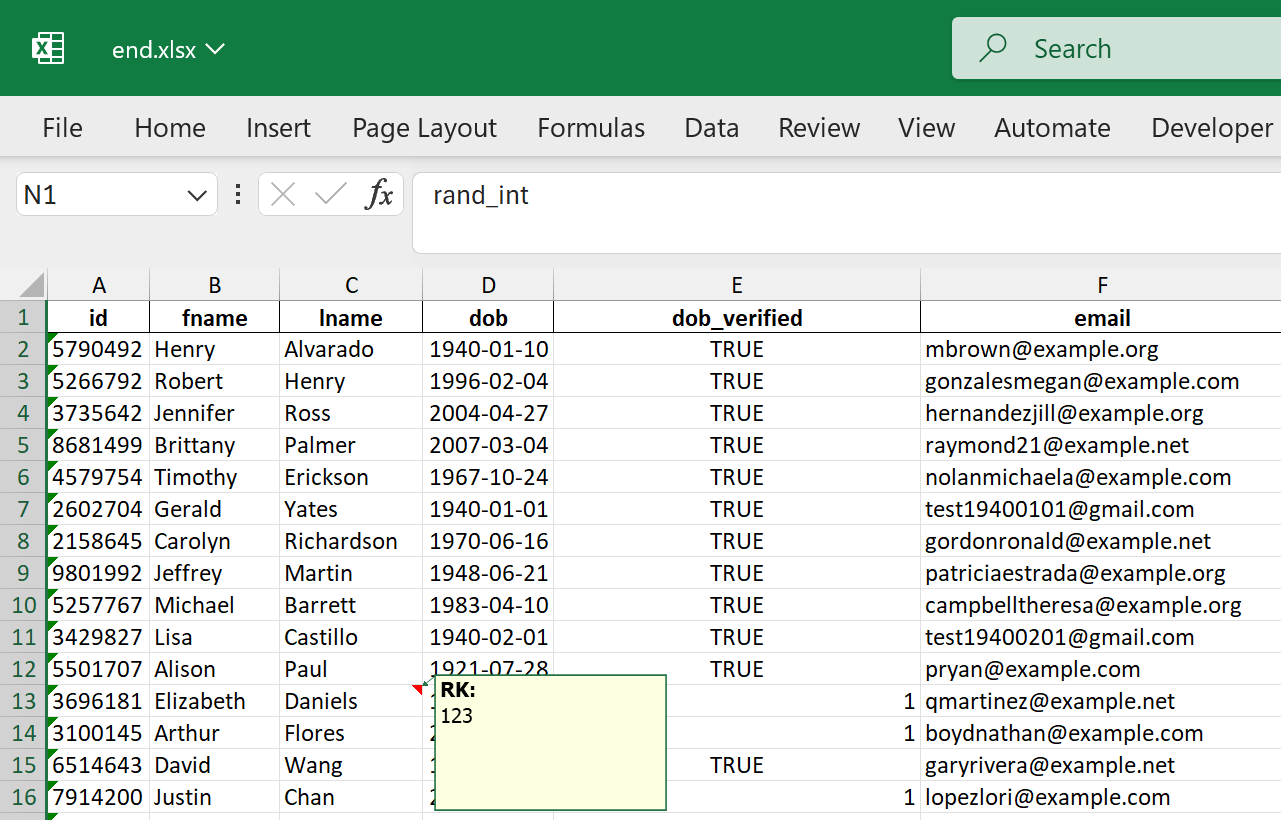 end.xlsx
Search
File Home Insert Page Layout Formulas Data Review View Automate Developer
N1 fx rand_int
A B C D E F
1 id fname lname dob dob_verified email
2 5790492 Henry Alvarado 1940-01-10 TRUE mbrown@example.org
3 5266792 Robert Henry 1996-02-04 TRUE gonzalesmegan@example.com
4 3735642 Jennifer Ross 2004-04-27 TRUE hernandezjill@example.org
5 8681499 Brittany Palmer 2007-03-04 TRUE raymond21@example.net
6 4579754 Timothy Erickson 1967-10-24 TRUE nolanmichaela@example.com
7 2602704 Gerald Yates 1940-01-01 TRUE test19400101@gmail.com
8 2158645 Carolyn Richardson 1970-06-16 TRUE gordonronald@example.net
9 9801992 Jeffrey Martin 1948-06-21 TRUE patriciaestrada@example.org
10 5257767 Michael Barrett 1983-04-10 TRUE campbelltheresa@example.org
11 3429827 Lisa Castillo 1940-02-01 TRUE test19400201@gmail.com
12 5501707 Alison Paul 1921-07-28 TRUE pryan@example.com
RK:
123
13 3696181 Elizabeth Daniels 1 qmartinez@example.net
14 3100145 Arthur Flores 1 boydnathan@example.com
15 6514643 David Wang TRUE garyrivera@example.net
16 7914200 Justin Chan 1 lopezlori@example.com